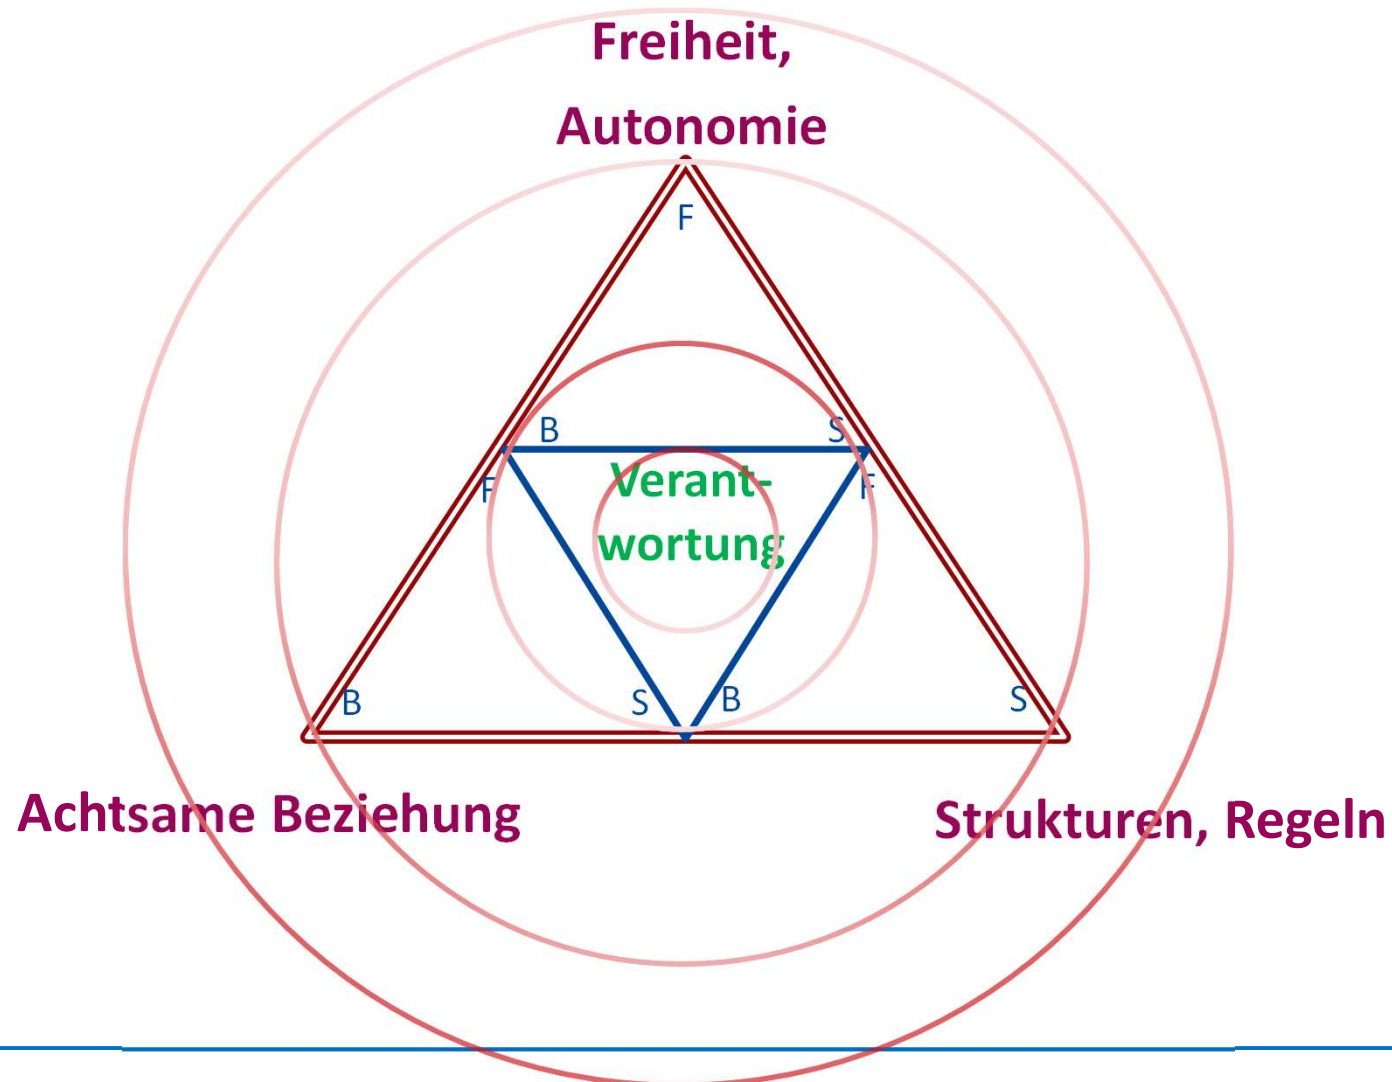 Freiheit,
Autonomie
F
B S
F F
Verant-
wortung
B S B S
Achtsame Beziehung
Strukturen, Regeln